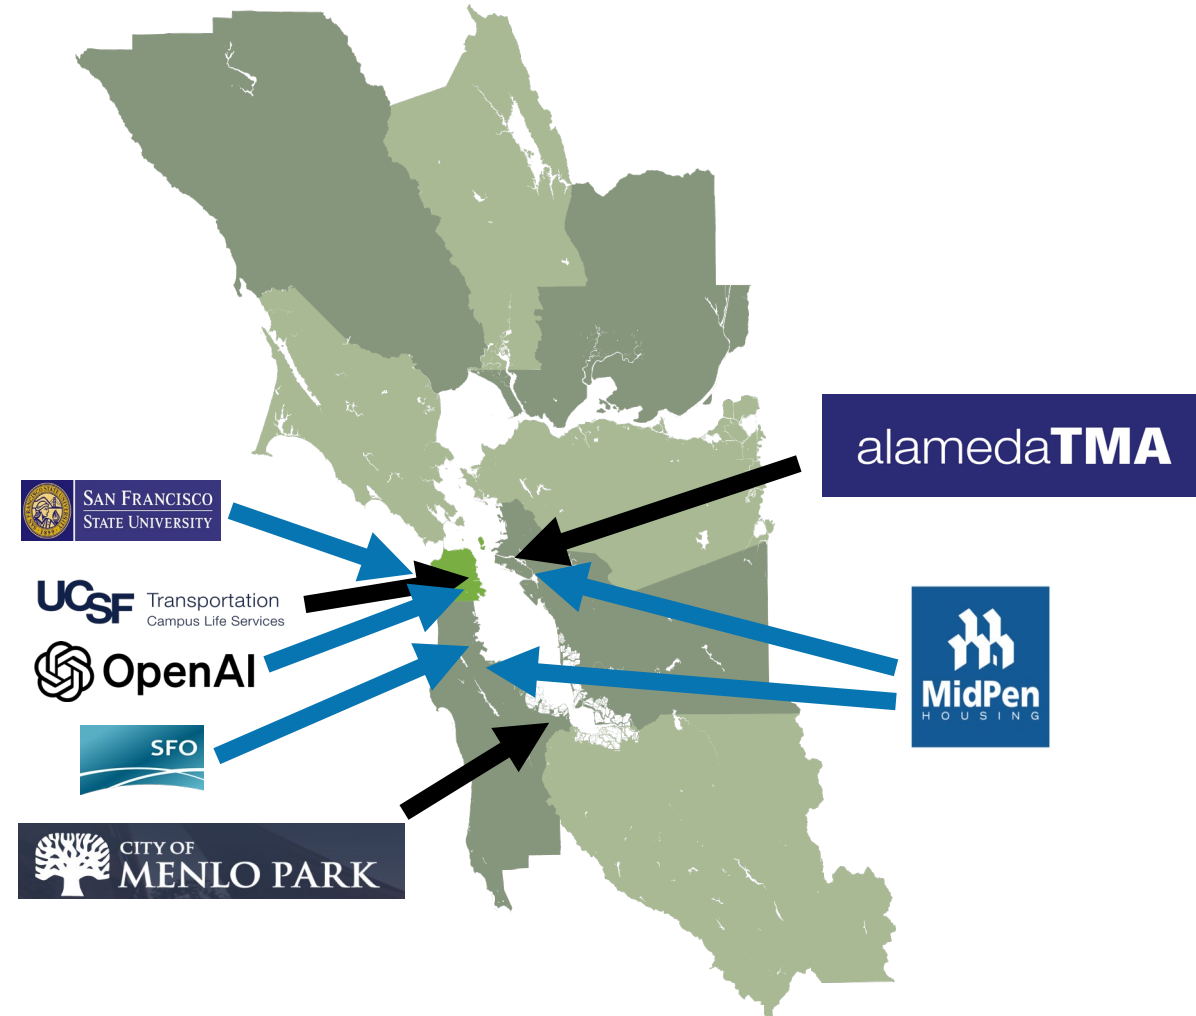 alamedaTMA
SAN FRANCISCO
STATE UNIVERSITY
UCSF Transportation
Campus Life Services
OpenAI
SFO
CITY OF
MENLO PARK
MidPen
HOUSING